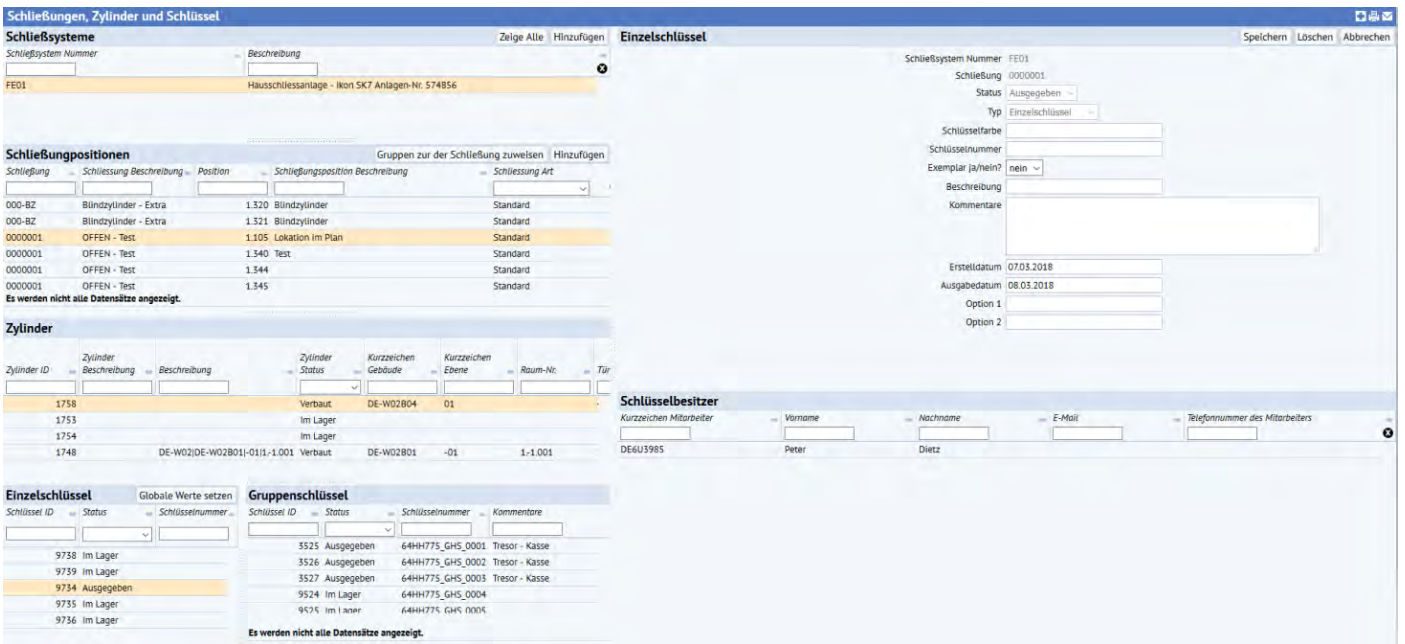 Schließungen, Zylinder und Schlüssel
Schließsysteme Zeige Alle Hinzufügen
Schließsystem Nummer Beschreibung
FE01 Hausschliessanlage - Ikon SK7 Anlagen-Nr. 574856
Schließungpositionen Gruppen zur der Schließung zuweisen Hinzufügen
Schließung Schliessung Beschreibung Position Schließungsposition Beschreibung Schliessung Art
000-BZ Blindzylinder - Extra 1.320 Blindzylinder Standard
000-BZ Blindzylinder - Extra 1.321 Blindzylinder Standard
0000001 OFFEN - Test 1.105 Lokation im Plan Standard
0000001 OFFEN - Test 1.340 Test Standard
0000001 OFFEN - Test 1.344 Standard
0000001 OFFEN - Test 1.345 Standard
Es werden nicht alle Datensätze angezeigt.
Zylinder
Zylinder ID Zylinder Beschreibung Beschreibung Zylinder Status Kurzzeichen Gebäude Kurzzeichen Ebene Raum-Nr. Tür
1758 Verbaut DE-W02B04 01 -
1753 Im Lager
1754 Im Lager
1748 DE-W02|DE-W02B01|-01|1.-1.001 Verbaut DE-W02B01 -01 1.-1.001
Einzelschlüssel Globale Werte setzen
Schlüssel ID Status Schlüsselnummer
9738 Im Lager
9739 Im Lager
9734 Ausgegeben
9735 Im Lager
9736 Im Lager
Gruppenschlüssel
Schlüssel ID Status Schlüsselnummer Kommentare
3525 Ausgegeben 64HH775_GHS_0001 Tresor - Kasse
3526 Ausgegeben 64HH775_GHS_0002 Tresor - Kasse
3527 Ausgegeben 64HH775_GHS_0003 Tresor - Kasse
9524 Im Lager 64HH775_GHS_0004
9525 Im Lager 64HH775_GHS_0005
Es werden nicht alle Datensätze angezeigt.
Einzelschlüssel Speichern Löschen Abbrechen
Schließsystem Nummer FE01
Schließung 0000001
Status Ausgegeben
Typ Einzelschlüssel
Schlüsselfarbe
Schlüsselnummer
Exemplar ja/nein? nein
Beschreibung
Kommentare
Erstelldatum 07.03.2018
Ausgabedatum 08.03.2018
Option 1
Option 2
Schlüsselbesitzer
Kurzzeichen Mitarbeiter Vorname Nachname E-Mail Telefonnummer des Mitarbeiters
DE6U3985 Peter Dietz